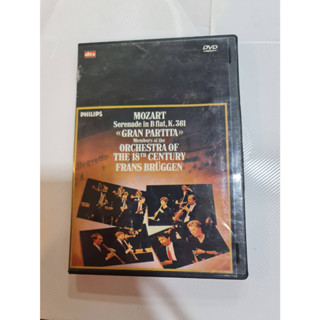 dts
DVD
PHILIPS
MOZART
Serenade in B flat, K. 361
«GRAN PARTITA»
Members of the
ORCHESTRA OF
THE 18TH CENTURY
FRANS BRÜGGEN